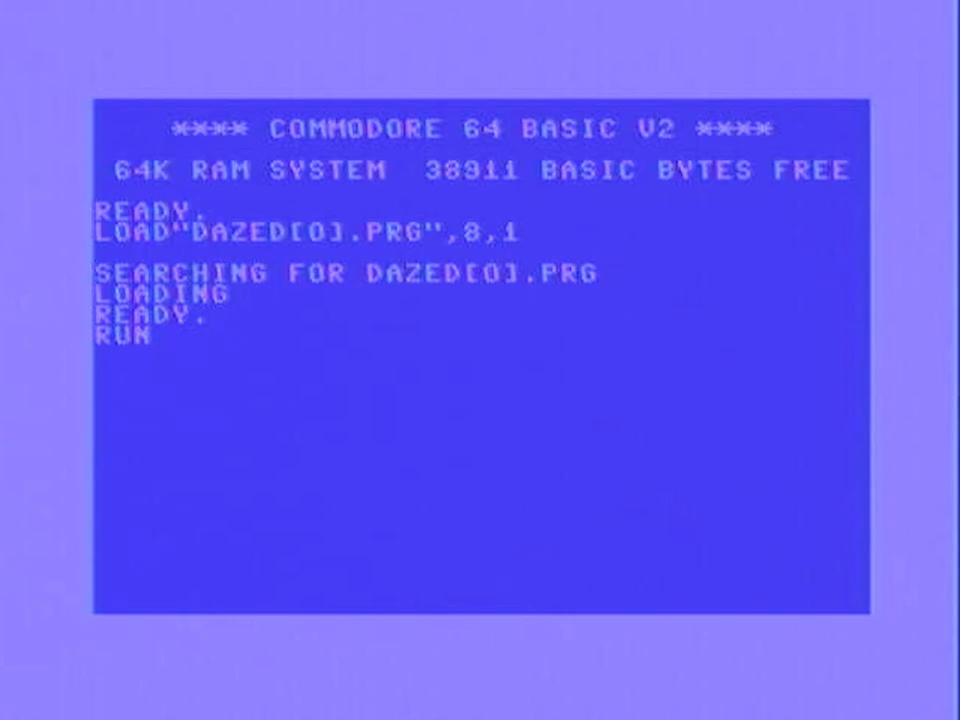 **** COMMODORE 64 BASIC V2 ****
64K RAM SYSTEM  38911 BASIC BYTES FREE
READY.
LOAD"DAZED[O].PRG",8,1
SEARCHING FOR DAZED[O].PRG
LOADING
READY.
RUN